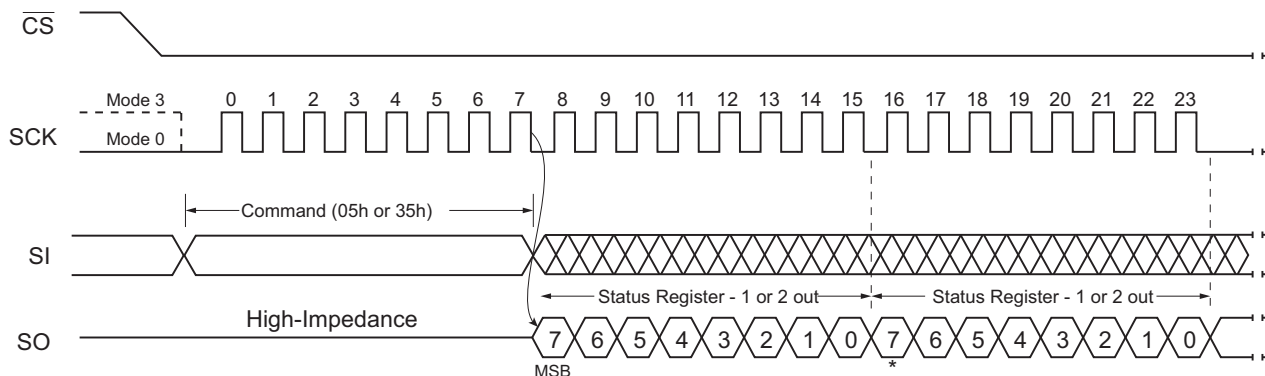 CS
Mode 3
0 1 2 3 4 5 6 7 8 9 10 11 12 13 14 15 16 17 18 19 20 21 22 23
SCK
Mode 0
Command (05h or 35h)
SI
Status Register - 1 or 2 out Status Register - 1 or 2 out
High-Impedance
SO
7 6 5 4 3 2 1 0 7 6 5 4 3 2 1 0
MSB *